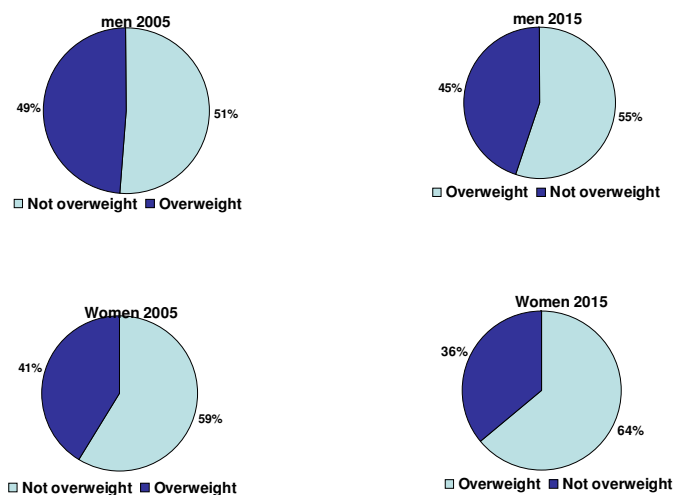 men 2005
49%
51%
Not overweight Overweight
men 2015
45%
55%
Overweight Not overweight
Women 2005
41%
59%
Not overweight Overweight
Women 2015
36%
64%
Overweight Not overweight